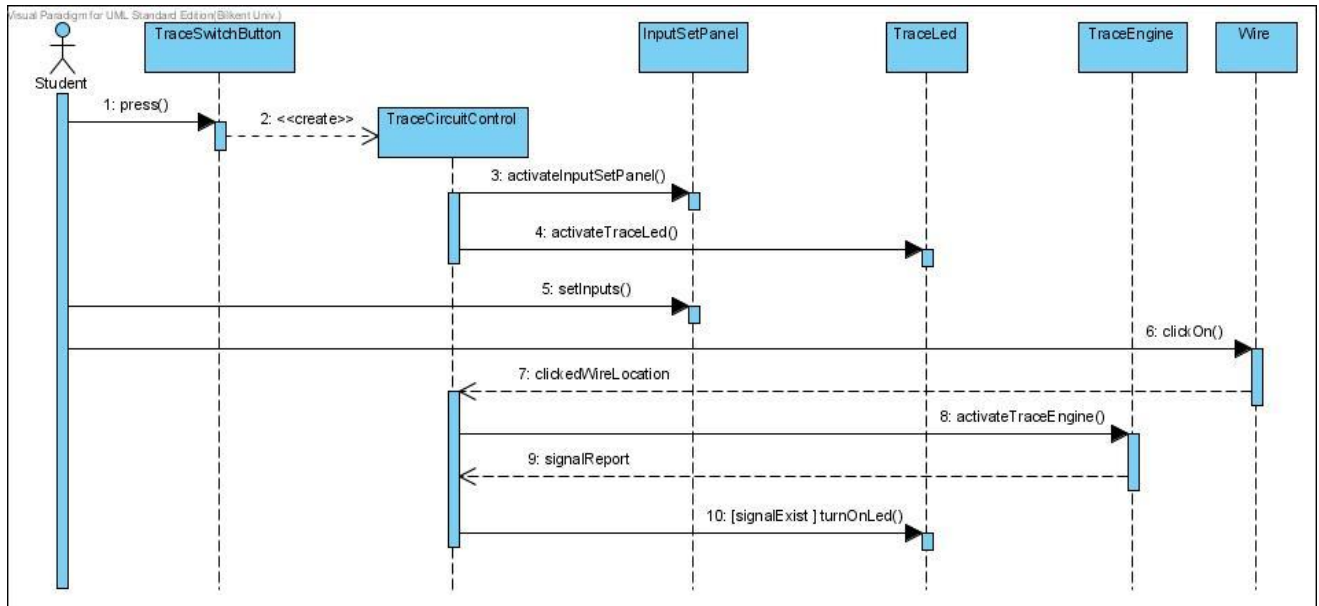 Visual Paradigm for UML Standard Edition(Bilkent Univ.)
TraceSwitchButton
InputSetPanel
TraceLed
TraceEngine
Wire
Student
1: press()
2: <<create>>
TraceCircuitControl
3: activateInputSetPanel()
4: activateTraceLed()
5: setInputs()
6: clickOn()
7: clickedWireLocation
8: activateTraceEngine()
9: signalReport
10: [signalExist ] turnOnLed()